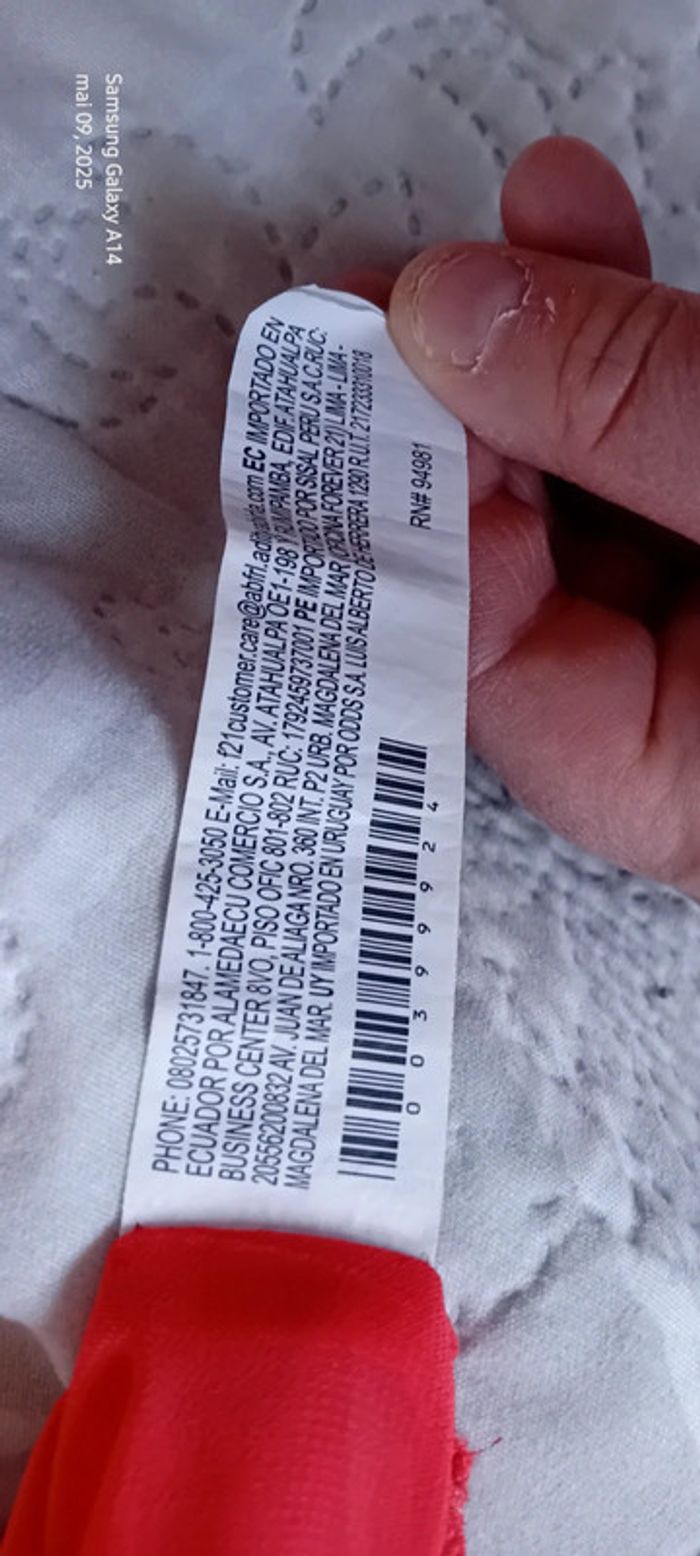 Samsung Galaxy A14
mai 09, 2025
PHONE: 08025731847. 1-800-425-3050 E-Mail: f21customer.care@abfrl.adityabirla.com EC IMPORTADO EN
ECUADOR POR ALAMEDAECU COMERCIO S.A., AV. ATAHUALPA OE1-198 Y RUMIPAMBA, EDIF. ATAHUALPA
BUSINESS CENTER 8VO, PISO OFIC 801-802 RUC: 1792459737001 PE IMPORTADO POR SISAL PERU S.A.C.RUC:
20556200832 AV. JUAN DE ALIAGA NRO. 360 INT. P2 URB. MAGDALENA DEL MAR (OFICINA FOREVER 21) LIMA - LIMA -
MAGDALENA DEL MAR. UY IMPORTADO EN URUGUAY POR ODDS S.A. LUIS ALBERTO DE HERRERA 1290 R.U.T. 217233310018
RN# 94981
0 0 3 9 9 9 2 4